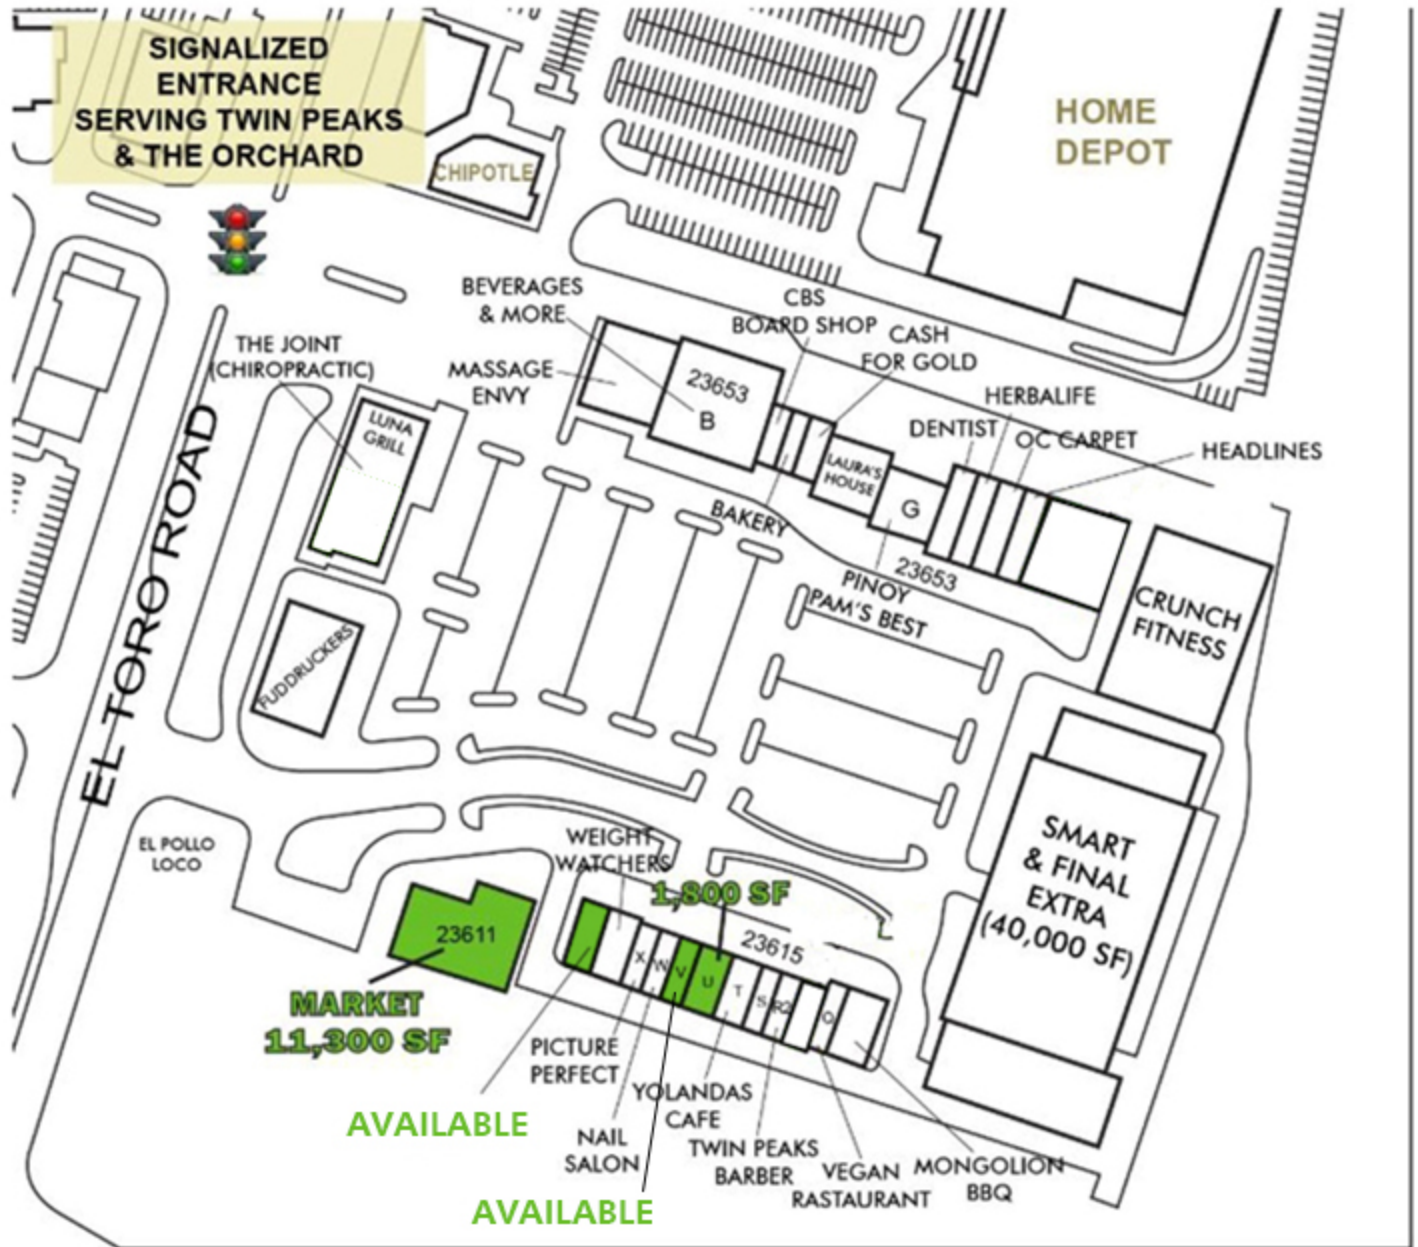 SIGNALIZED
ENTRANCE
SERVING TWIN PEAKS
& THE ORCHARD
CHIPOTLE
HOME
DEPOT
BEVERAGES
& MORE
CBS
BOARD SHOP
CASH
FOR GOLD
THE JOINT
(CHIROPRACTIC)
MASSAGE
ENVY
23653
B
HERBALIFE
DENTIST
OC CARPET
HEADLINES
LUNA
GRILL
LAURA'S
HOUSE
G
BAKERY
23653
PINOY
PAM'S BEST
CRUNCH
FITNESS
EL TORO ROAD
FUDDRUCKERS
EL POLLO
LOCO
WEIGHT
WATCHERS
1,800 SF
SMART
& FINAL
EXTRA
(40,000 SF)
23611
23615
X
W
V
U
T
S
R2
O
MARKET
11,300 SF
PICTURE
PERFECT
YOLANDAS
CAFE
AVAILABLE
NAIL
SALON
TWIN PEAKS
BARBER
VEGAN
RASTAURANT
MONGOLION
BBQ
AVAILABLE